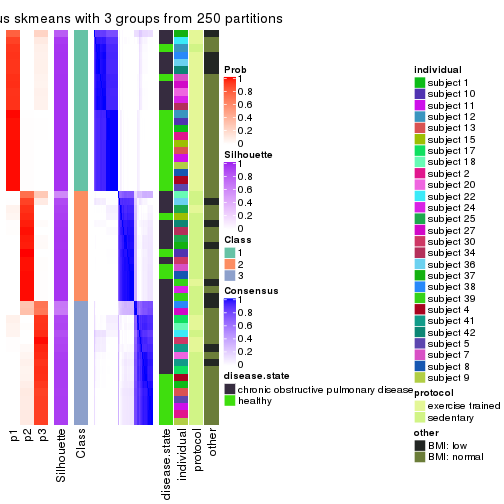 us skmeans with 3 groups from 250 partitions
Prob
1
0.8
0.6
0.4
0.2
0
Silhouette
1
0.8
0.6
0.4
0.2
0
Class
1
2
3
Consensus
1
0.8
0.6
0.4
0.2
0
disease.state
chronic obstructive pulmonary disease
healthy
individual
subject 1
subject 10
subject 11
subject 12
subject 13
subject 15
subject 17
subject 18
subject 2
subject 20
subject 22
subject 24
subject 25
subject 27
subject 30
subject 34
subject 36
subject 37
subject 38
subject 39
subject 4
subject 41
subject 42
subject 5
subject 7
subject 8
subject 9
protocol
exercise trained
sedentary
other
BMI: low
BMI: normal
p1
p2
p3
Silhouette
Class
disease.state
individual
protocol
other